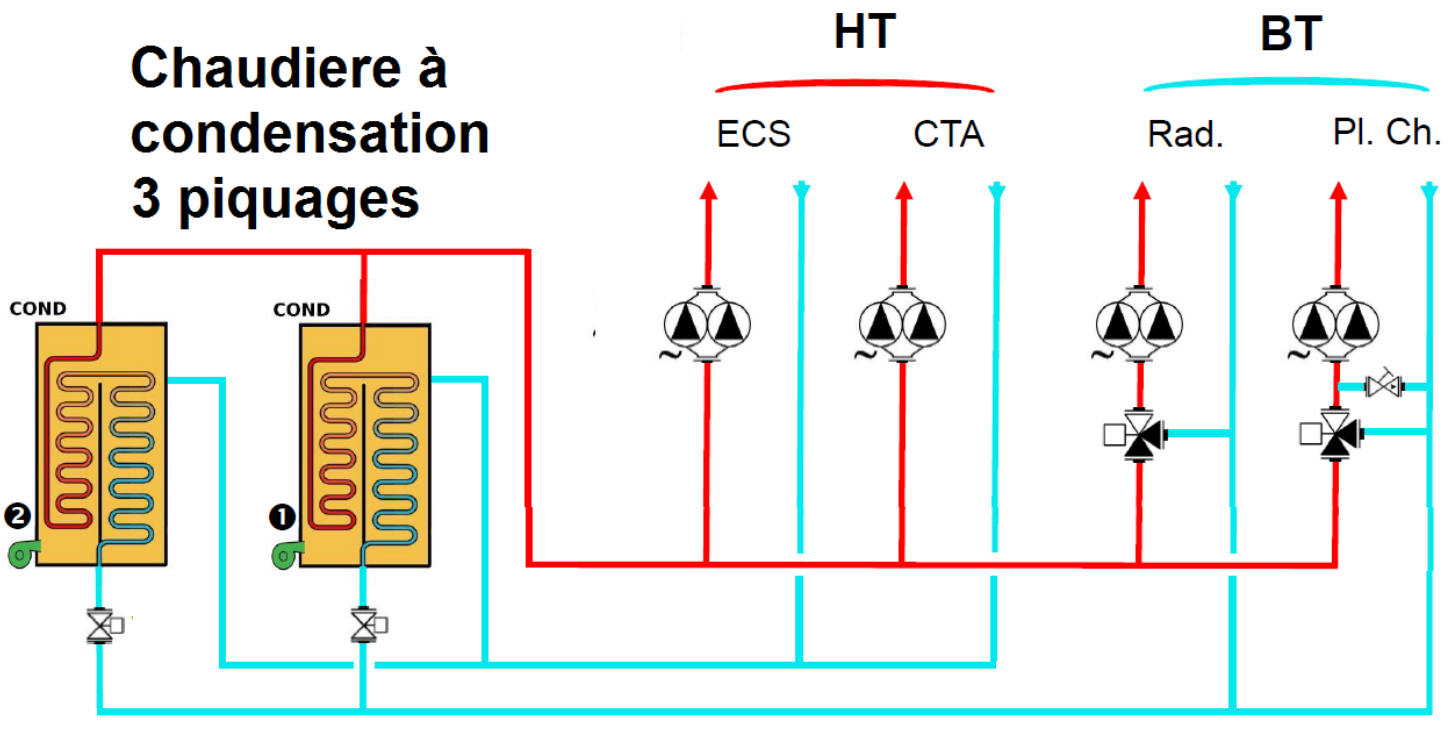 HT
BT
Chaudiere à
condensation
3 piquages
ECS
CTA
Rad.
Pl. Ch.
COND
COND
2
1
~
~
~
~